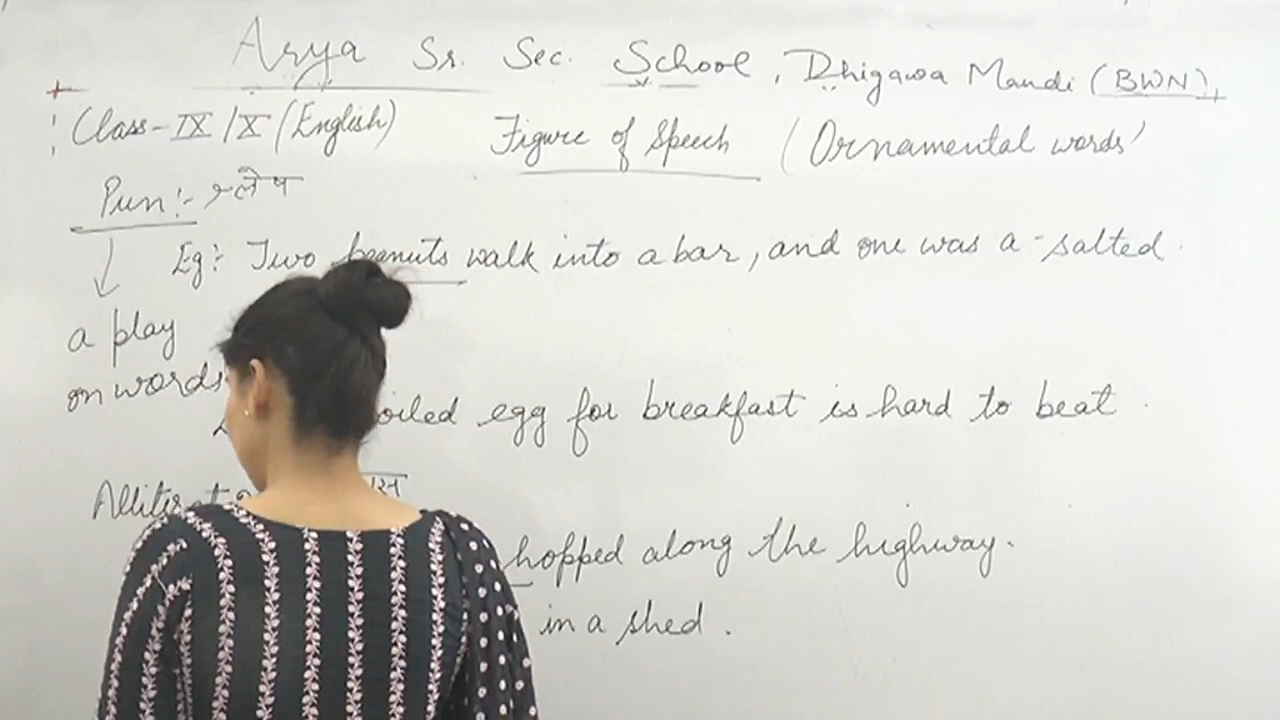 Arya Sr. Sec. School, Dhigawa Mandi (BWN),
Class-IX/X (English) Figure of Speech (Ornamental words)
Pun:- श्लेष
Eg: Two peanuts walk into a bar, and one was a-salted.
a play
on words
egg for breakfast is hard to beat.
hopped along the highway.
in a shed.